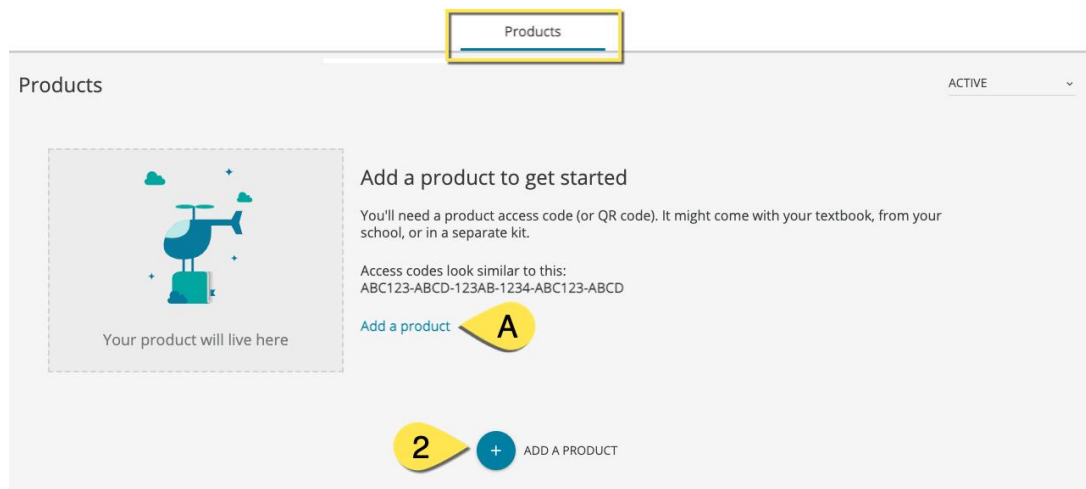 Products
Products
ACTIVE
Add a product to get started
You'll need a product access code (or QR code). It might come with your textbook, from your
school, or in a separate kit.
Access codes look similar to this:
ABC123-ABCD-123AB-1234-ABC123-ABCD
Add a product
A
Your product will live here
2
+
ADD A PRODUCT